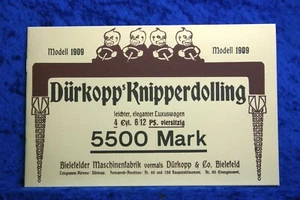 Modell 1909
Modell 1909
Dürkopp's Knipperdolling
leichter, eleganter Luxuswagen
4 Cyl. 6/12 PS. viersitzig
5500 Mark
Bielefelder Maschinenfabrik vormals Dürkopp & Co, Bielefeld